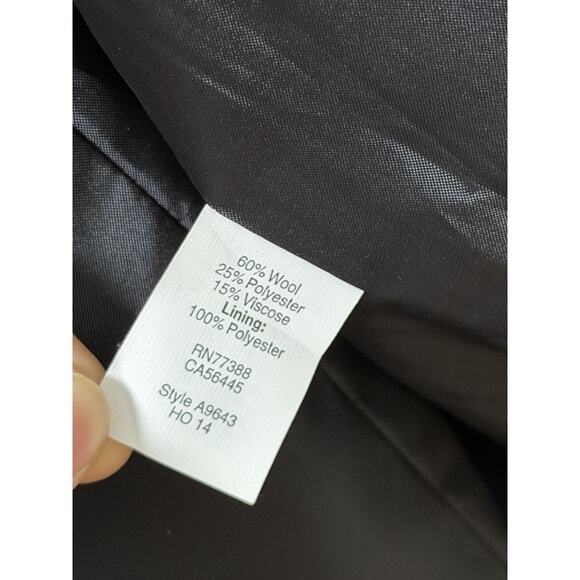 60% Wool
25% Polyester
15% Viscose
Lining:
100% Polyester
RN77388
CA56445
Style A9643
HO 14